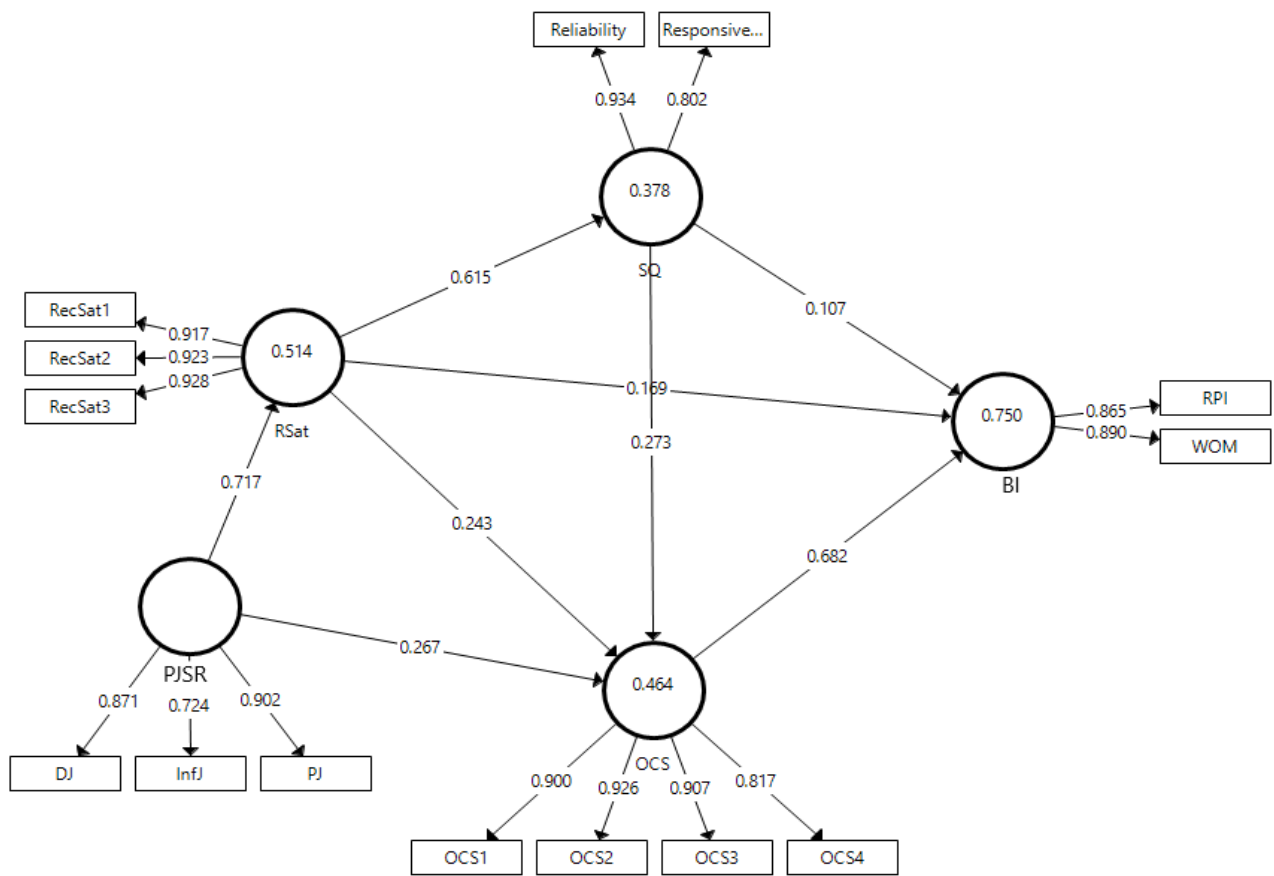 Reliability
Responsive...
0.934
0.802
0.378
SQ
0.615
0.107
RecSat1
0.917
RecSat2
0.923
RecSat3
0.928
0.514
RSat
0.169
0.273
0.750
BI
0.865
RPI
0.890
WOM
0.717
0.243
0.682
PJSR
0.267
0.871
0.724
0.902
DJ
InfJ
PJ
0.464
OCS
0.900
0.926
0.907
0.817
OCS1
OCS2
OCS3
OCS4